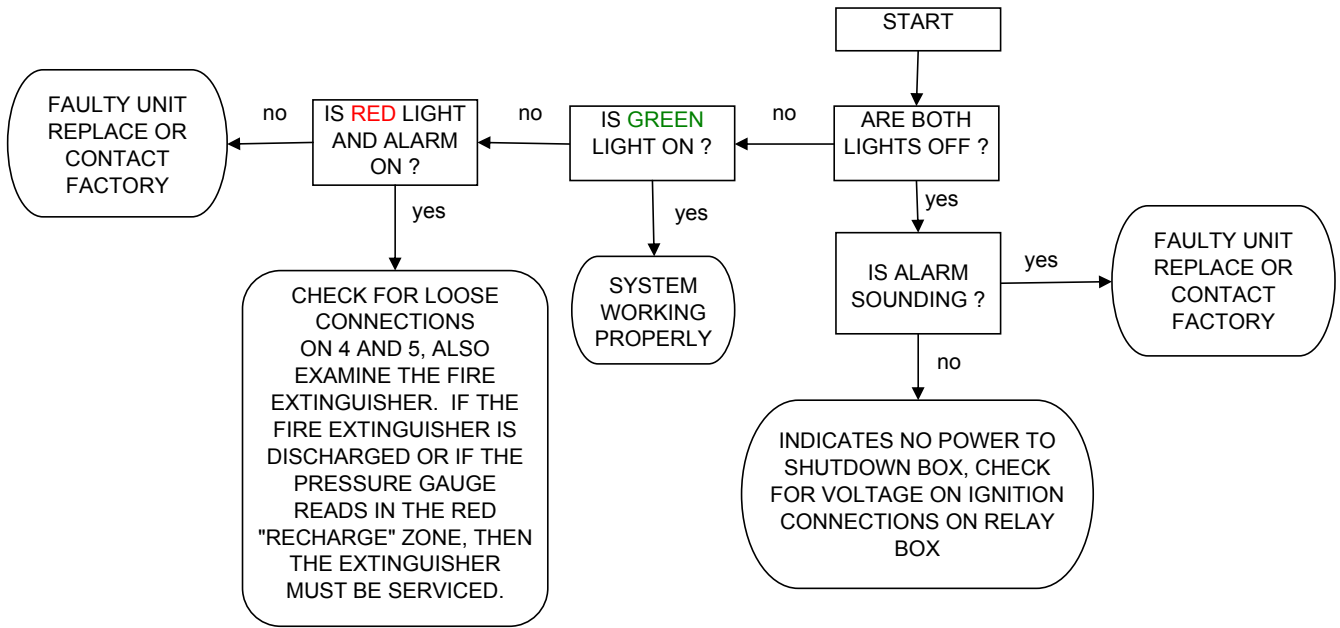 START
ARE BOTH
LIGHTS OFF ?
no
IS GREEN
LIGHT ON ?
no
IS RED LIGHT
AND ALARM
ON ?
no
FAULTY UNIT
REPLACE OR
CONTACT
FACTORY
yes
CHECK FOR LOOSE
CONNECTIONS
ON 4 AND 5, ALSO
EXAMINE THE FIRE
EXTINGUISHER. IF THE
FIRE EXTINGUISHER IS
DISCHARGED OR IF THE
PRESSURE GAUGE
READS IN THE RED
"RECHARGE" ZONE, THEN
THE EXTINGUISHER
MUST BE SERVICED.
yes
SYSTEM
WORKING
PROPERLY
yes
IS ALARM
SOUNDING ?
yes
FAULTY UNIT
REPLACE OR
CONTACT
FACTORY
no
INDICATES NO POWER TO
SHUTDOWN BOX, CHECK
FOR VOLTAGE ON IGNITION
CONNECTIONS ON RELAY
BOX